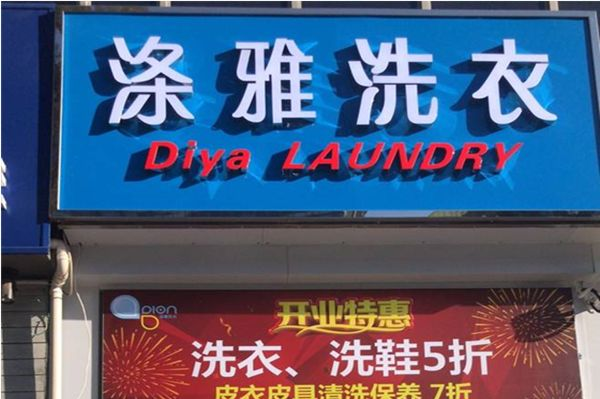 涤雅洗衣
Diya LAUNDRY
pion
开业特惠
洗衣、洗鞋5折
皮衣皮具清洗保养 7折